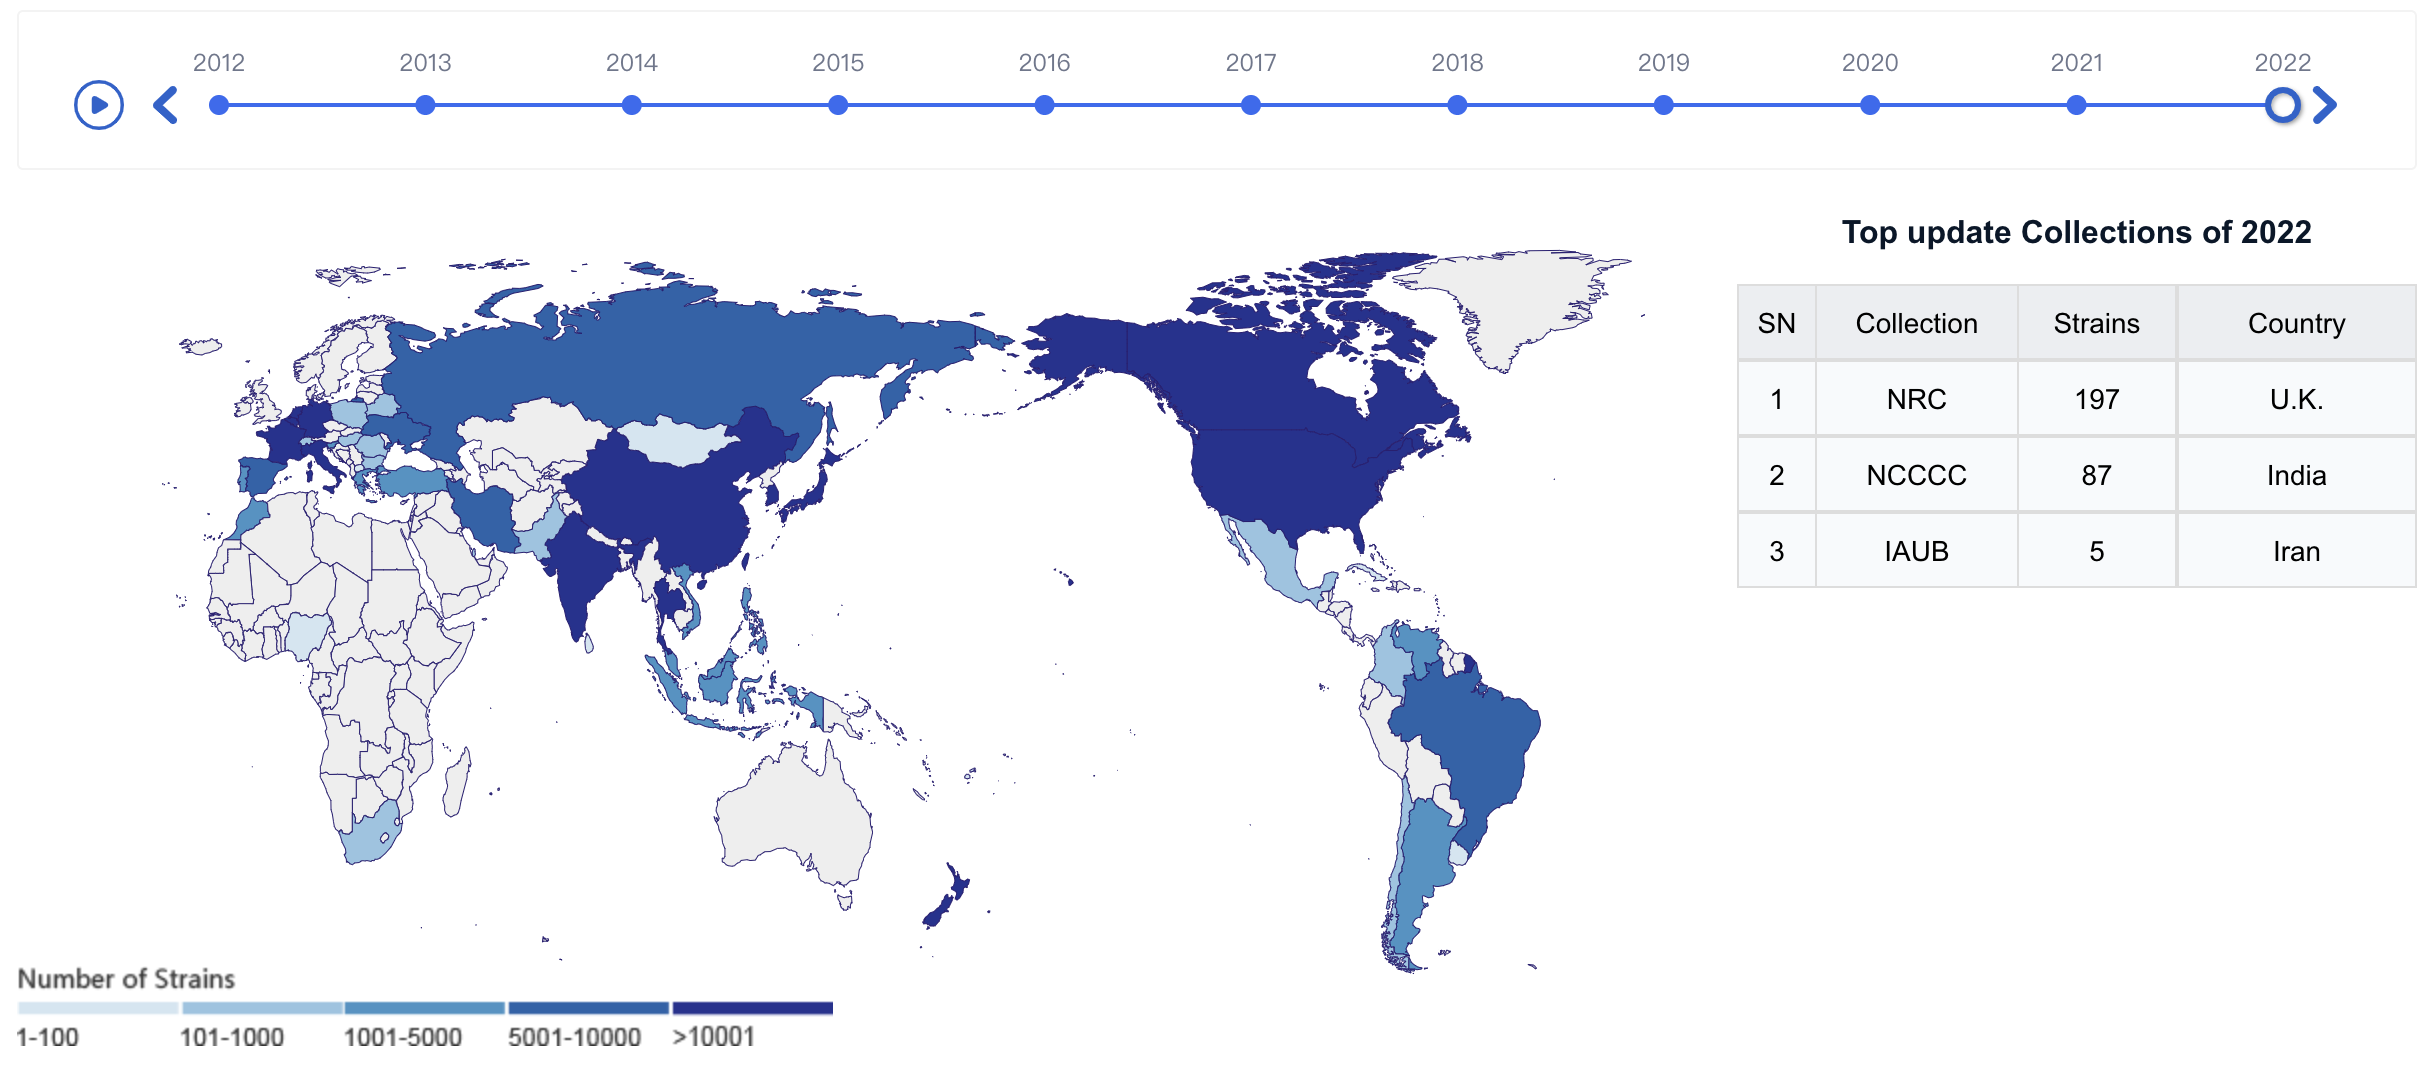 2012 2013 2014 2015 2016 2017 2018 2019 2020 2021 2022
Top update Collections of 2022
SN Collection Strains Country
1 NRC 197 U.K.
2 NCCCC 87 India
3 IAUB 5 Iran
Number of Strains
1-100 101-1000 1001-5000 5001-10000 >10001